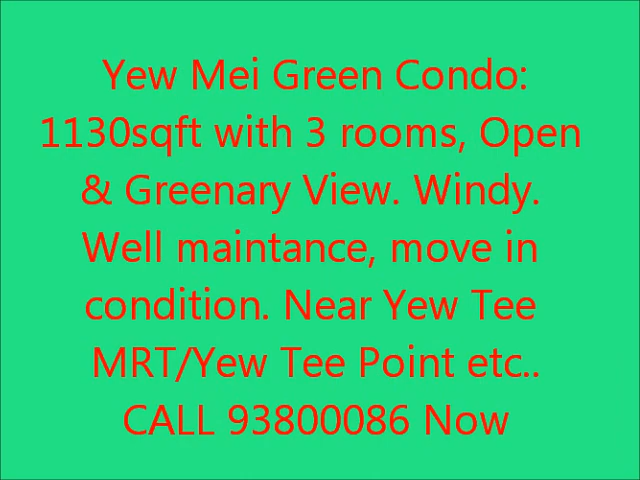 Yew Mei Green Condo:
1130sqft with 3 rooms, Open
& Greenary View. Windy.
Well maintance, move in
condition. Near Yew Tee
MRT/Yew Tee Point etc..
CALL 93800086 Now